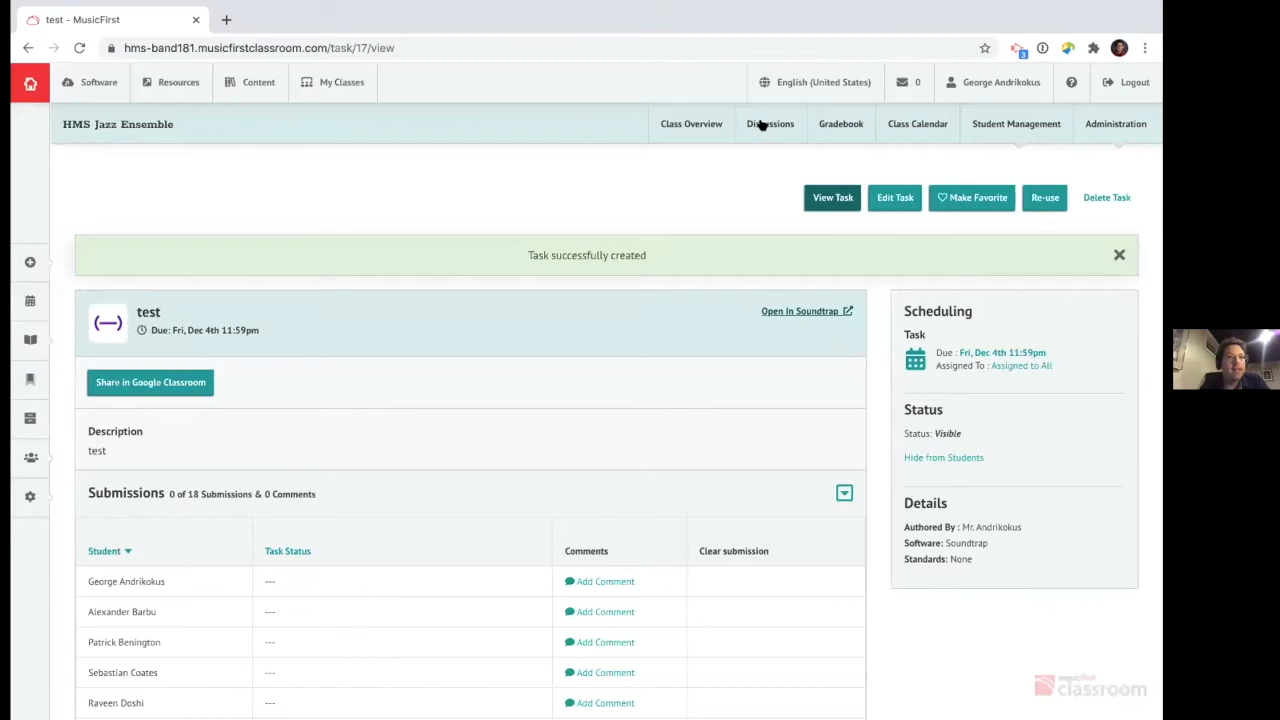 test - MusicFirst
hms-band181.musicfirstclassroom.com/task/17/view
3
Software Resources Content My Classes English (United States) 0 George Andrikokus Logout
HMS Jazz Ensemble Class Overview Gradebook Class Calendar Student Management Administration
View Task Edit Task Make Favorite Re-use Delete Task
Task successfully created
test
Due: Fri, Dec 4th 11:59pm
Open In Soundtrap
Share in Google Classroom
Description
test
Submissions 0 of 18 Submissions & 0 Comments
Student Task Status Comments Clear submission
George Andrikokus --- Add Comment
Alexander Barbu --- Add Comment
Patrick Benington --- Add Comment
Sebastian Coates --- Add Comment
Raveen Doshi --- Add Comment
Scheduling
Task
Due : Fri, Dec 4th 11:59pm
Assigned To : Assigned to All
Status
Status: Visible
Hide from Students
Details
Authored By : Mr. Andrikokus
Software: Soundtrap
Standards: None
musicfirst
classroom